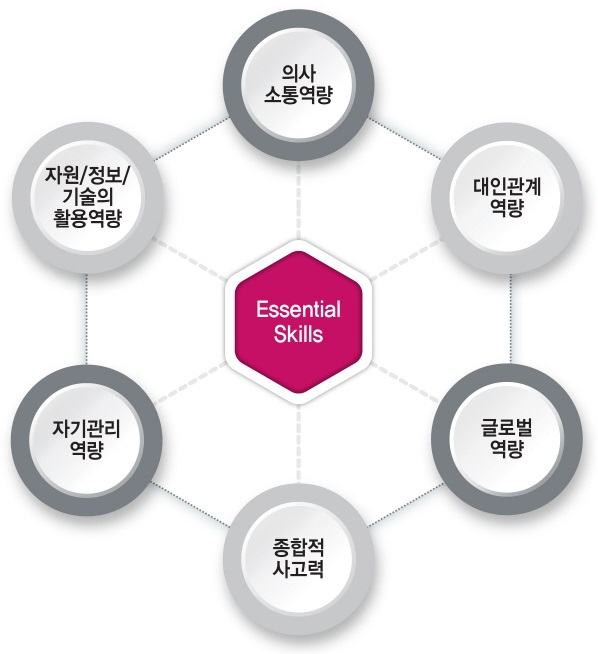 의사
소통역량
자원/정보/
기술의
활용역량
대인관계
역량
Essential
Skills
자기관리
역량
글로벌
역량
종합적
사고력